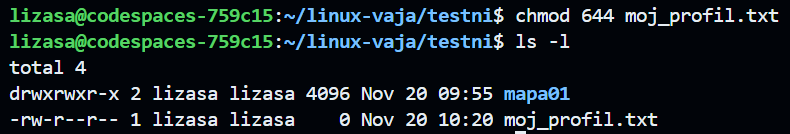 lizasa@codespaces-759c15:~/linux-vaja/testni$ chmod 644 moj_profil.txt
lizasa@codespaces-759c15:~/linux-vaja/testni$ ls -l
total 4
drwxrwxr-x 2 lizasa lizasa 4096 Nov 20 09:55 mapa01
-rw-r--r-- 1 lizasa lizasa    0 Nov 20 10:20 moj_profil.txt